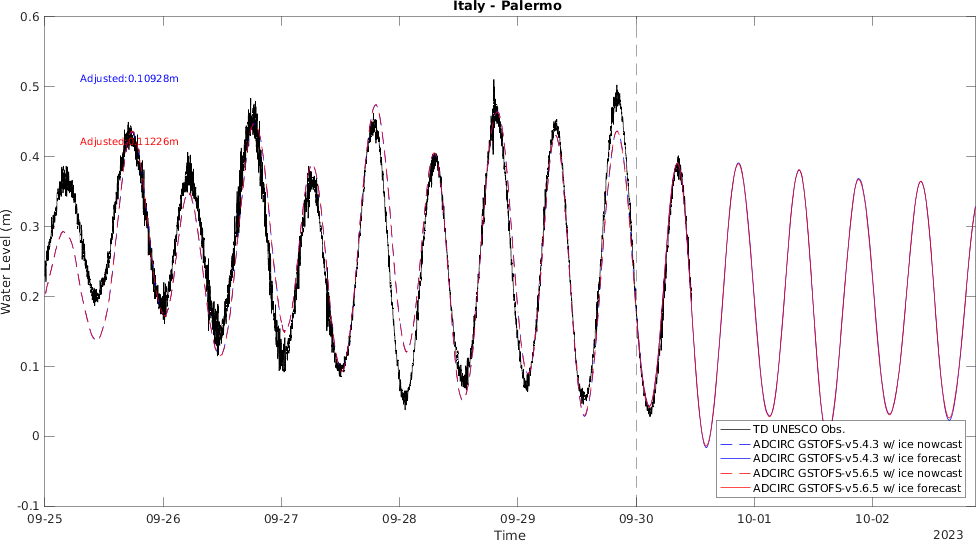 Italy - Palermo
0.6
0.5
0.4
0.3
0.2
0.1
0
-0.1
Water Level (m)
Adjusted:0.10928m
Adjusted:0.11226m
TD UNESCO Obs.
ADCIRC GSTOFS-v5.4.3 w/ ice nowcast
ADCIRC GSTOFS-v5.4.3 w/ ice forecast
ADCIRC GSTOFS-v5.6.5 w/ ice nowcast
ADCIRC GSTOFS-v5.6.5 w/ ice forecast
09-25 09-26 09-27 09-28 09-29 09-30 10-01 10-02
Time
2023